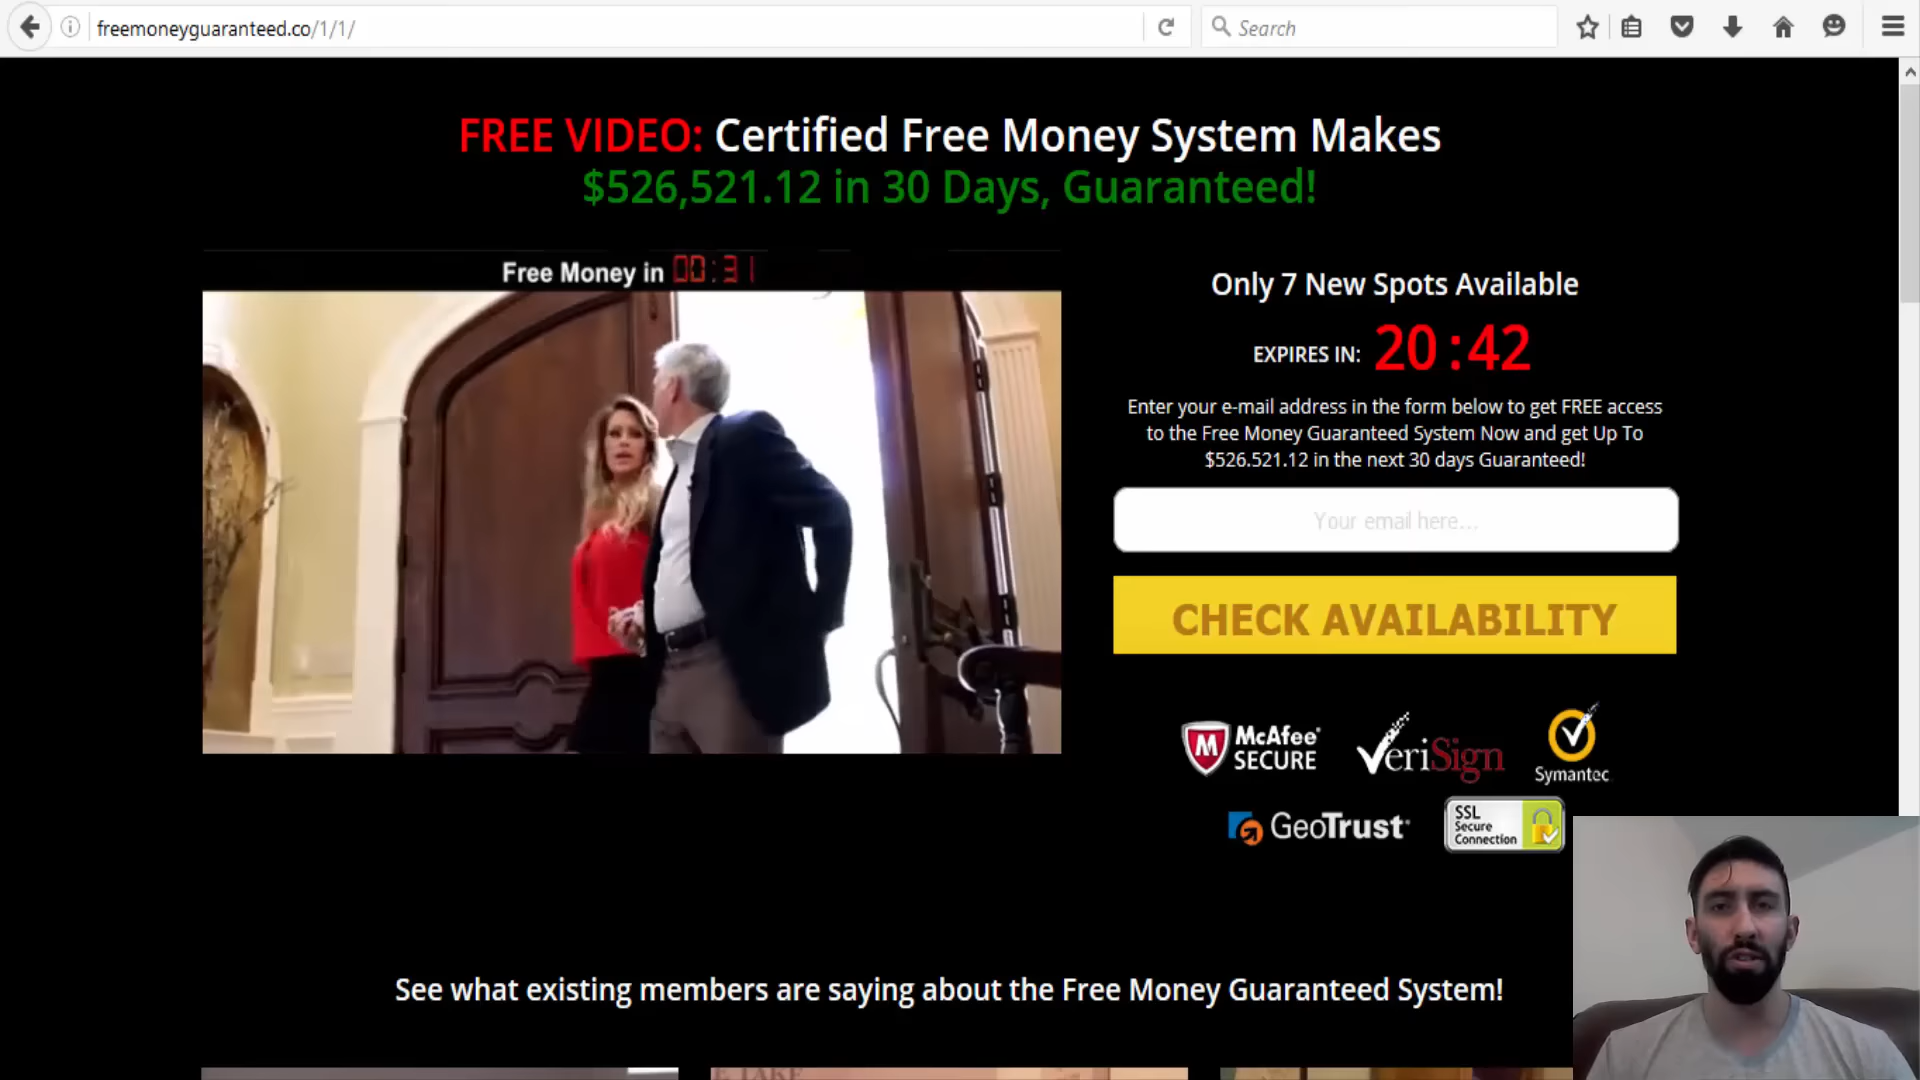 freemoneyguaranteed.co/1/1/
Search
FREE VIDEO: Certified Free Money System Makes
$526,521.12 in 30 Days, Guaranteed!
Free Money in 00:31
Only 7 New Spots Available
EXPIRES IN: 20:42
Enter your e-mail address in the form below to get FREE access
to the Free Money Guaranteed System Now and get Up To
$526.521.12 in the next 30 days Guaranteed!
Your email here...
CHECK AVAILABILITY
McAfee
SECURE
VeriSign
Symantec
GeoTrust
SSL
Secure
Connection
See what existing members are saying about the Free Money Guaranteed System!